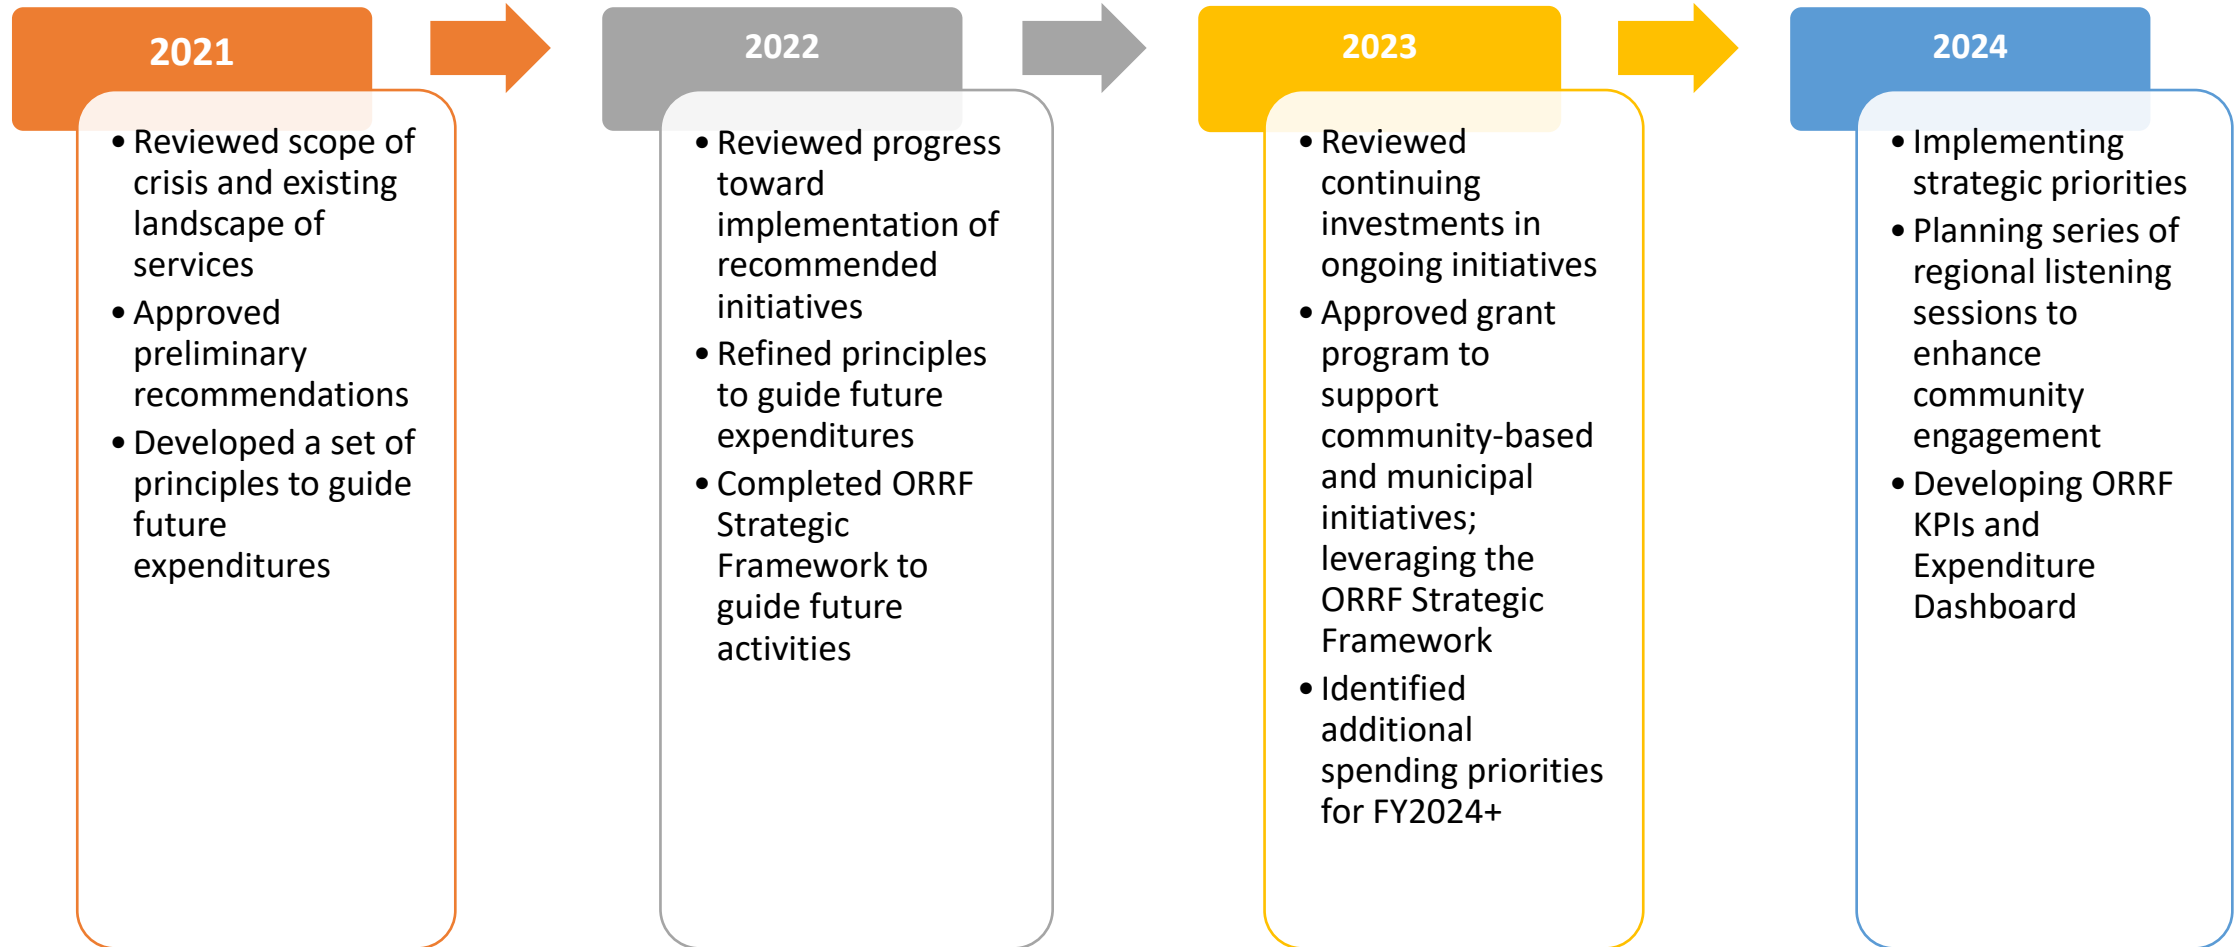 2021
• Reviewed scope of
crisis and existing
landscape of
services
• Approved
preliminary
recommendations
• Developed a set of
principles to guide
future
expenditures
2022
• Reviewed progress
toward
implementation of
recommended
initiatives
• Refined principles
to guide future
expenditures
• Completed ORRF
Strategic
Framework to
guide future
activities
2023
• Reviewed
continuing
investments in
ongoing initiatives
• Approved grant
program to
support
community-based
and municipal
initiatives;
leveraging the
ORRF Strategic
Framework
• Identified
additional
spending priorities
for FY2024+
2024
• Implementing
strategic priorities
• Planning series of
regional listening
sessions to
enhance
community
engagement
• Developing ORRF
KPIs and
Expenditure
Dashboard